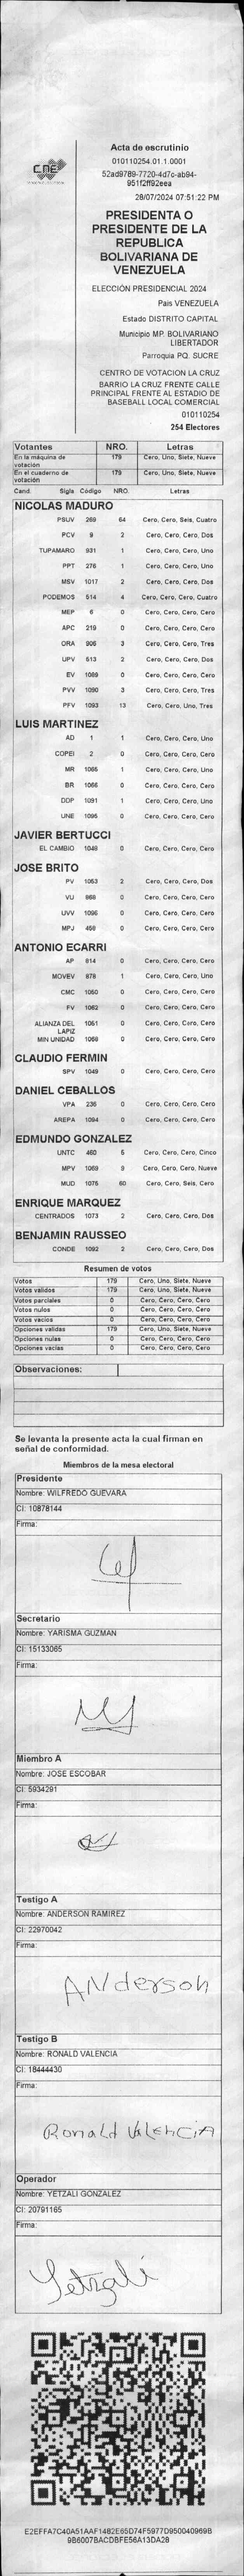 CNE
Acta de escrutinio
010110254.01.1.0001
52ad9789-7720-4d7c-ab94-
951f2ff92eea
28/07/2024 07:51:22 PM
PRESIDENTA O
PRESIDENTE DE LA
REPUBLICA
BOLIVARIANA DE
VENEZUELA
ELECCIÓN PRESIDENCIAL 2024
Pais VENEZUELA
Estado DISTRITO CAPITAL
Municipio MP. BOLIVARIANO
LIBERTADOR
Parroquia PQ. SUCRE
CENTRO DE VOTACION LA CRUZ
BARRIO LA CRUZ FRENTE CALLE
PRINCIPAL FRENTE AL ESTADIO DE
BASEBALL LOCAL COMERCIAL
010110254
254 Electores
Votantes NRO. Letras
En la máquina de votación 179 Cero, Uno, Siete, Nueve
En el cuaderno de votación 179 Cero, Uno, Siete, Nueve
Cand. Sigla Código NRO. Letras
NICOLAS MADURO
PSUV 269 64 Cero, Cero, Seis, Cuatro
PCV 9 2 Cero, Cero, Cero, Dos
TUPAMARO 931 1 Cero, Cero, Cero, Uno
PPT 276 1 Cero, Cero, Cero, Uno
MSV 1017 2 Cero, Cero, Cero, Dos
PODEMOS 514 4 Cero, Cero, Cero, Cuatro
MEP 6 0 Cero, Cero, Cero, Cero
APC 219 0 Cero, Cero, Cero, Cero
ORA 906 3 Cero, Cero, Cero, Tres
UPV 513 2 Cero, Cero, Cero, Dos
EV 1089 0 Cero, Cero, Cero, Cero
PVV 1090 3 Cero, Cero, Cero, Tres
PFV 1093 13 Cero, Cero, Uno, Tres
LUIS MARTINEZ
AD 1 1 Cero, Cero, Cero, Uno
COPEI 2 0 Cero, Cero, Cero, Cero
MR 1065 1 Cero, Cero, Cero, Uno
BR 1066 0 Cero, Cero, Cero, Cero
DDP 1091 1 Cero, Cero, Cero, Uno
UNE 1095 0 Cero, Cero, Cero, Cero
JAVIER BERTUCCI
EL CAMBIO 1048 0 Cero, Cero, Cero, Cero
JOSE BRITO
PV 1053 2 Cero, Cero, Cero, Dos
VU 868 0 Cero, Cero, Cero, Cero
UVV 1096 0 Cero, Cero, Cero, Cero
MPJ 458 0 Cero, Cero, Cero, Cero
ANTONIO ECARRI
AP 814 0 Cero, Cero, Cero, Cero
MOVEV 879 1 Cero, Cero, Cero, Uno
CMC 1050 0 Cero, Cero, Cero, Cero
FV 1062 0 Cero, Cero, Cero, Cero
ALIANZA DEL LAPIZ 1051 0 Cero, Cero, Cero, Cero
MIN UNIDAD 1068 0 Cero, Cero, Cero, Cero
CLAUDIO FERMIN
SPV 1049 0 Cero, Cero, Cero, Cero
DANIEL CEBALLOS
VPA 236 0 Cero, Cero, Cero, Cero
AREPA 1094 0 Cero, Cero, Cero, Cero
EDMUNDO GONZALEZ
UNTC 460 5 Cero, Cero, Cero, Cinco
MPV 1069 9 Cero, Cero, Cero, Nueve
MUD 1075 60 Cero, Cero, Seis, Cero
ENRIQUE MARQUEZ
CENTRADOS 1073 2 Cero, Cero, Cero, Dos
BENJAMIN RAUSSEO
CONDE 1092 2 Cero, Cero, Cero, Dos
Resumen de votos
Votos 179 Cero, Uno, Siete, Nueve
Votos validos 179 Cero, Uno, Siete, Nueve
Votos parciales 0 Cero, Cero, Cero, Cero
Votos nulos 0 Cero, Cero, Cero, Cero
Votos vacios 0 Cero, Cero, Cero, Cero
Opciones validas 179 Cero, Uno, Siete, Nueve
Opciones nulas 0 Cero, Cero, Cero, Cero
Opciones vacias 0 Cero, Cero, Cero, Cero
Observaciones:
Se levanta la presente acta la cual firman en
señal de conformidad.
Miembros de la mesa electoral
Presidente
Nombre: WILFREDO GUEVARA
CI: 10878144
Firma:
Secretario
Nombre: YARISMA GUZMAN
CI: 15133065
Firma:
Miembro A
Nombre: JOSE ESCOBAR
CI: 5934291
Firma:
Testigo A
Nombre: ANDERSON RAMIREZ
CI: 22970042
Firma:
ANderson
Testigo B
Nombre: RONALD VALENCIA
CI: 18444430
Firma:
Ronald VALENCIA
Operador
Nombre: YETZALI GONZALEZ
CI: 20791165
Firma:
Yetzali
E2EFFA7C40A51AAF1482E65D74F5977D950040969B
9B6007BACDBFE56A13DA28